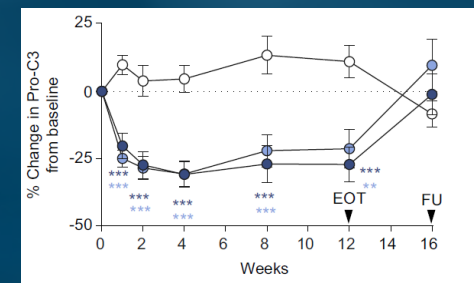 % Change in Pro-C3
from baseline
25
0
-25
-50
***
***
***
***
***
***
***
***
***
**
EOT
FU
0 2 4 6 8 10 12 14 16
Weeks